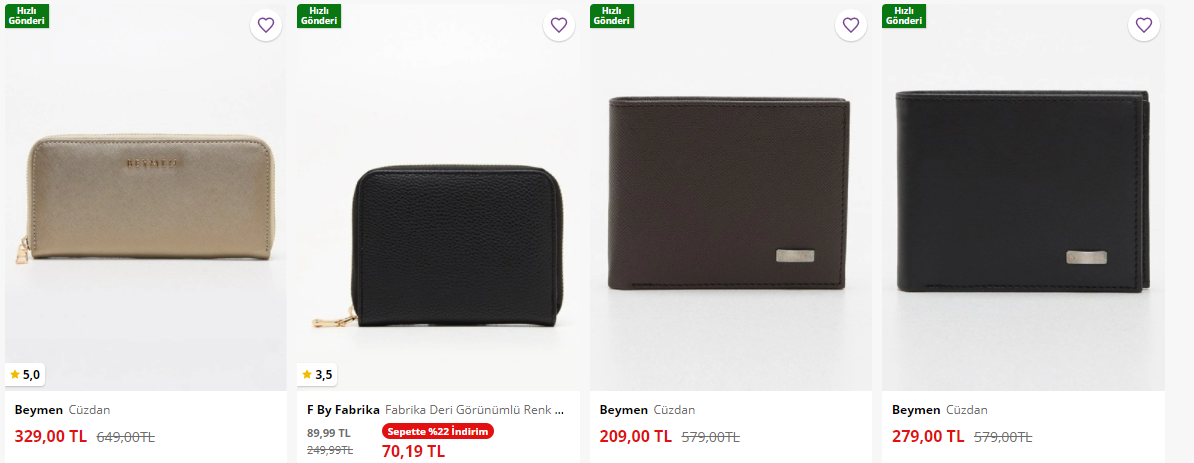 Hızlı
Gönderi
BEYMEN
5,0
Beymen Cüzdan
329,00 TL 649,00TL
Hızlı
Gönderi
3,5
F By Fabrika Fabrika Deri Görünümlü Renk ...
89,99 TL Sepette %22 İndirim
249,99TL 70,19 TL
Hızlı
Gönderi
Beymen Cüzdan
209,00 TL 579,00TL
Hızlı
Gönderi
Beymen Cüzdan
279,00 TL 579,00TL